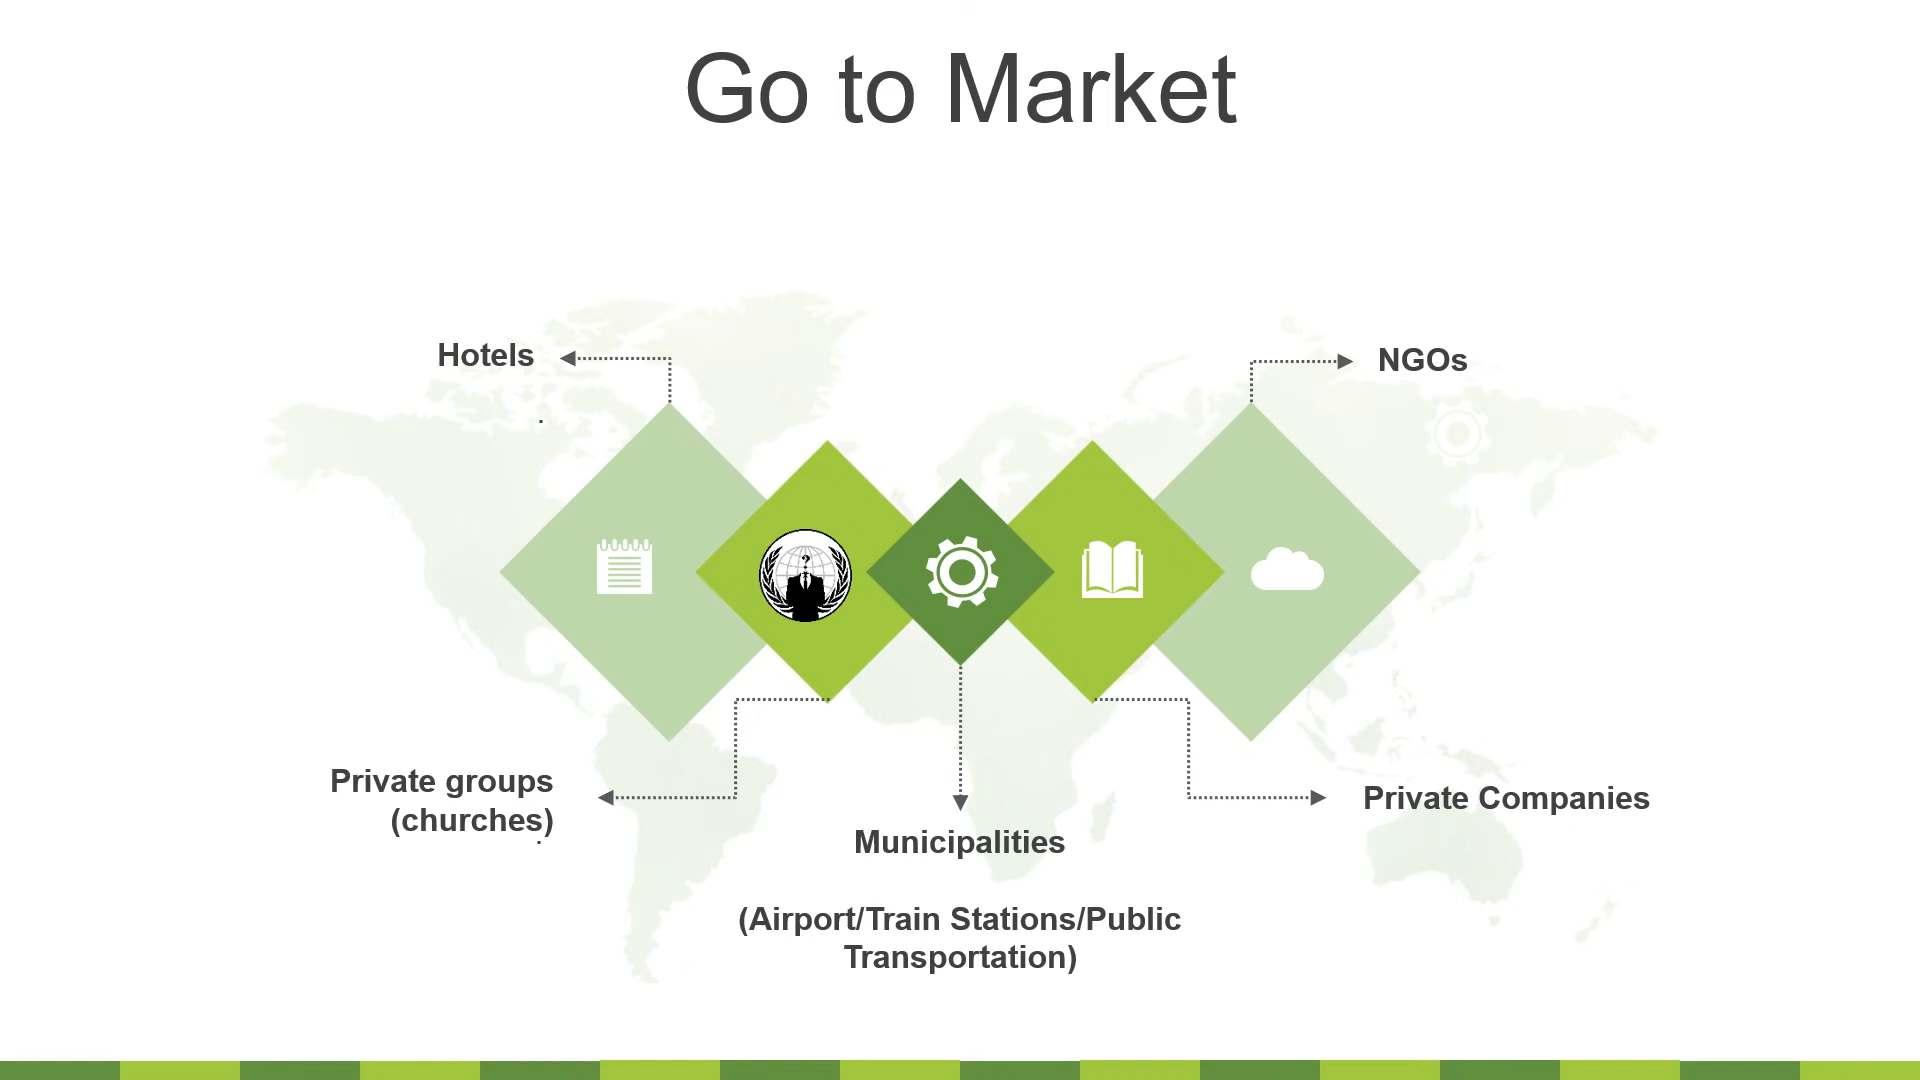 Go to Market
Hotels
.
NGOs
Private groups
(churches)
.
Municipalities
(Airport/Train Stations/Public
Transportation)
Private Companies
?